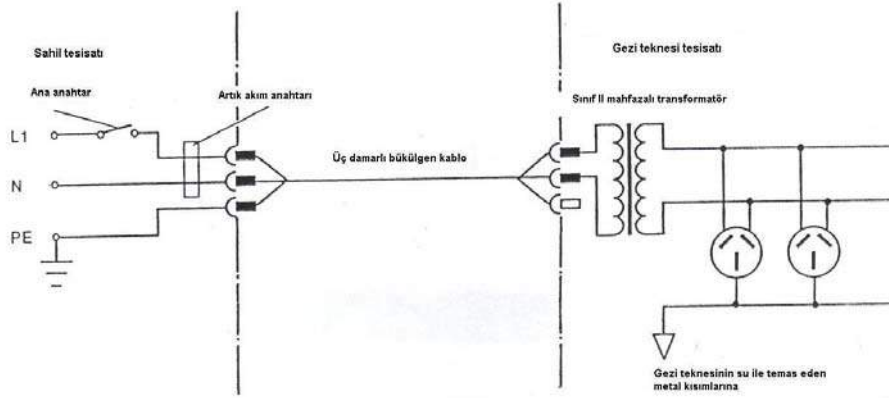 Sahil tesisatı
Gezi teknesi tesisatı
Ana anahtar
Artık akım anahtarı
Sınıf II mahfazalı transformatör
L1
Üç damarlı bükülgen kablo
N
PE
Gezi teknesinin su ile temas eden
metal kısımlarına